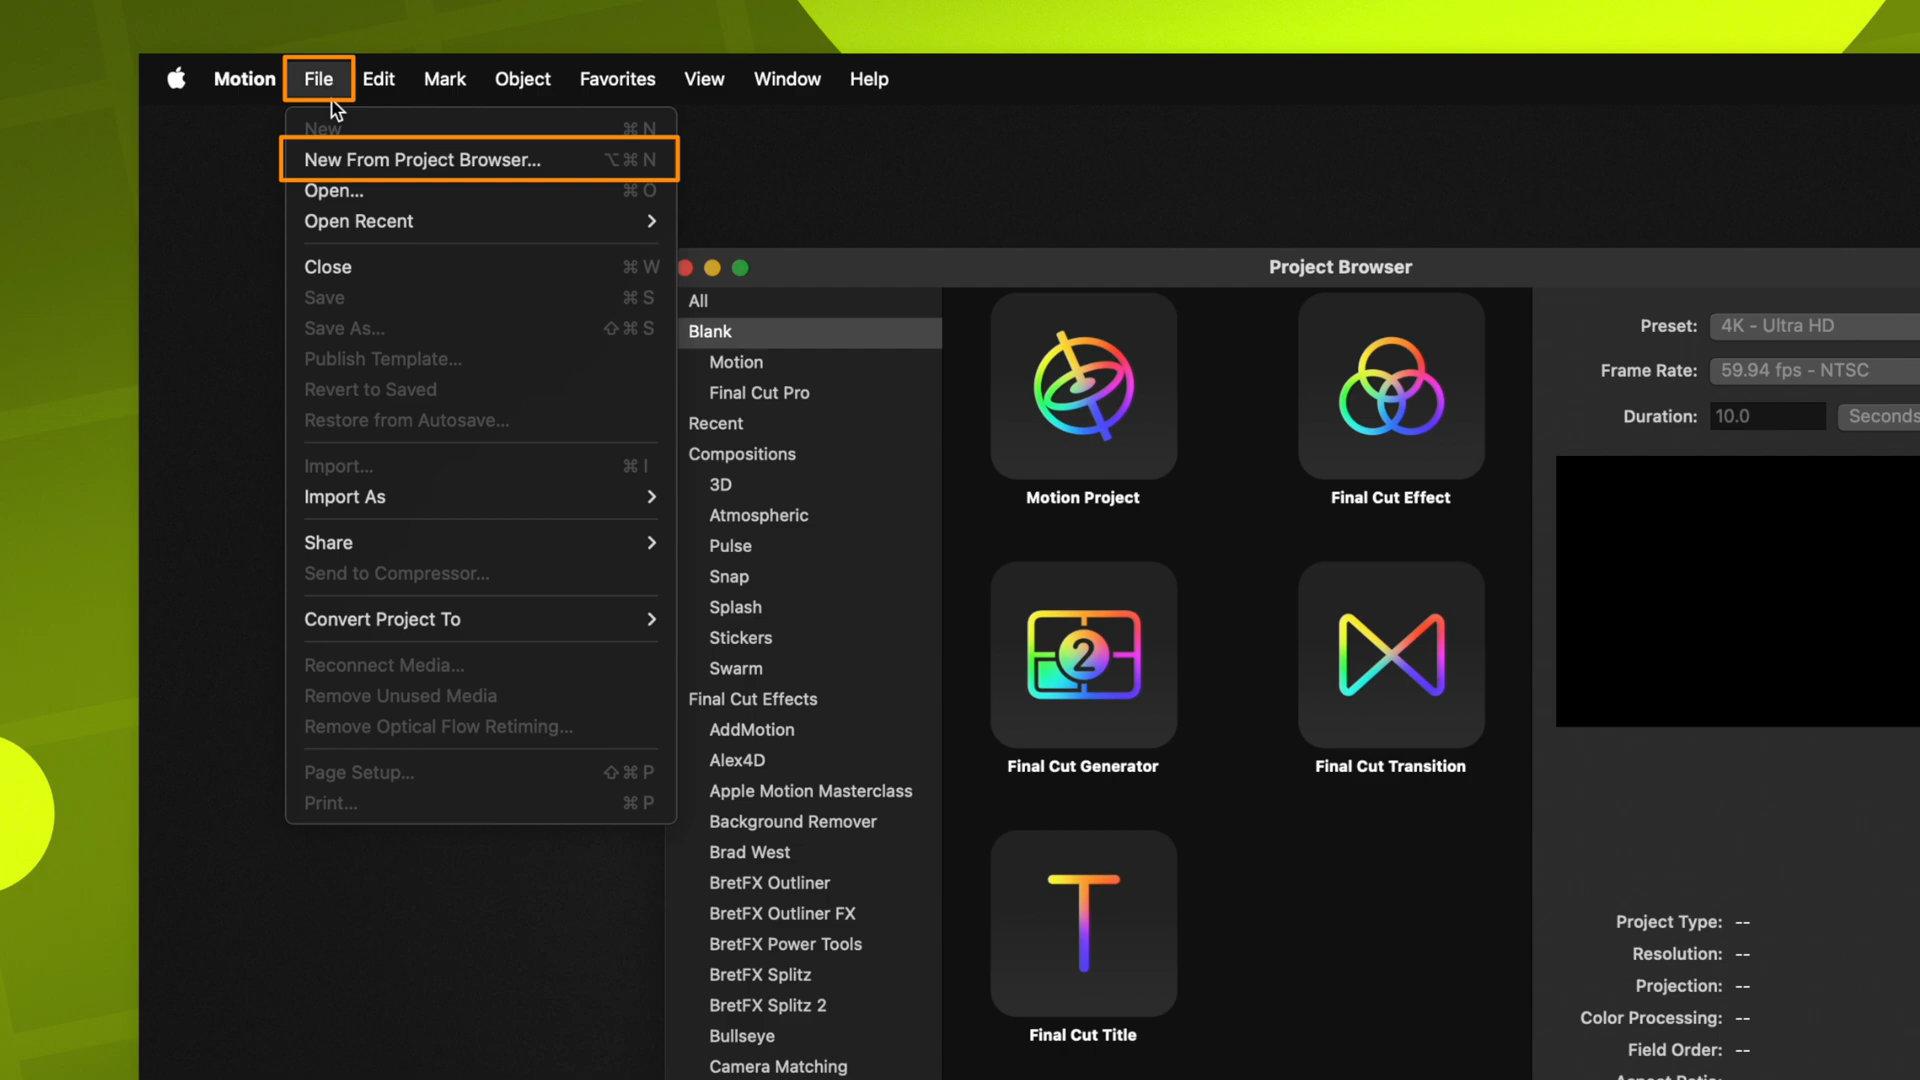 Motion File Edit Mark Object Favorites View Window Help
New ⌘ N
New From Project Browser... ⌥ ⌘ N
Open... ⌘ O
Open Recent
Close ⌘ W
Save ⌘ S
Save As... ⇧ ⌘ S
Publish Template...
Revert to Saved
Restore from Autosave...
Import... ⌘ I
Import As
Share
Send to Compressor...
Convert Project To
Reconnect Media...
Remove Unused Media
Remove Optical Flow Retiming...
Page Setup... ⇧ ⌘ P
Print... ⌘ P
Project Browser
All
Blank
Motion
Final Cut Pro
Recent
Compositions
3D
Atmospheric
Pulse
Snap
Splash
Stickers
Swarm
Final Cut Effects
AddMotion
Alex4D
Apple Motion Masterclass
Background Remover
Brad West
BretFX Outliner
BretFX Outliner FX
BretFX Power Tools
BretFX Splitz
BretFX Splitz 2
Bullseye
Camera Matching
Motion Project
Final Cut Effect
2
Final Cut Generator
Final Cut Transition
T
Final Cut Title
Preset: 4K - Ultra HD
Frame Rate: 59.94 fps - NTSC
Duration: 10.0 Seconds
Project Type: --
Resolution: --
Projection: --
Color Processing: --
Field Order: --